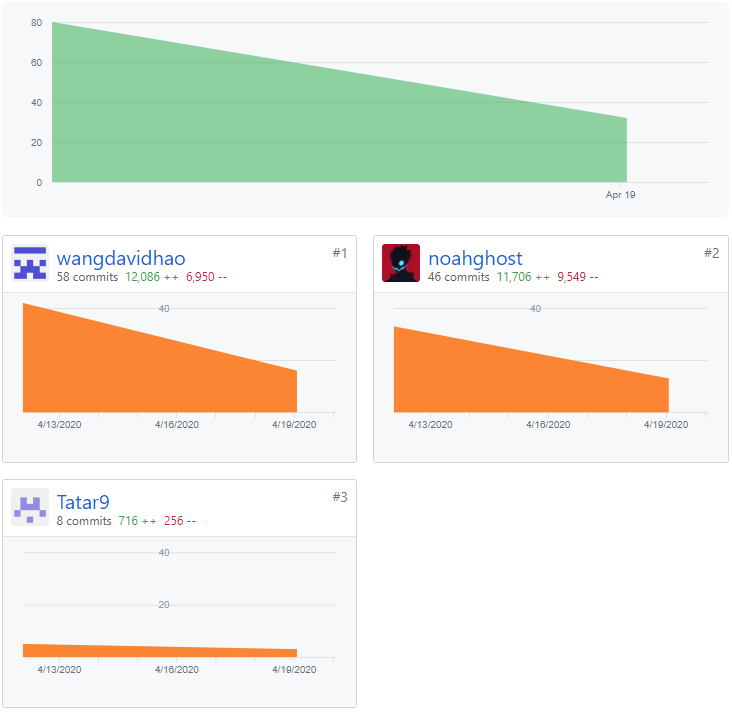 80
60
40
20
0
Apr 19
wangdavidhao
#1
58 commits 12,086 ++ 6,950 --
40
4/13/2020 4/16/2020 4/19/2020
noahghost
#2
46 commits 11,706 ++ 9,549 --
40
4/13/2020 4/16/2020 4/19/2020
Tatar9
#3
8 commits 716 ++ 256 --
40
20
4/13/2020 4/16/2020 4/19/2020